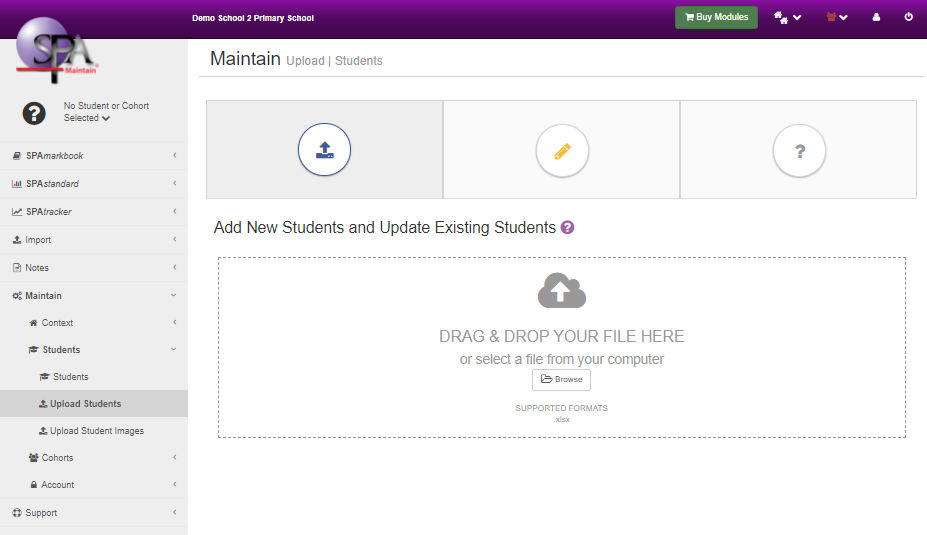 Demo School 2 Primary School
Buy Modules
SPA
Maintain
No Student or Cohort
Selected
SPAmarkbook
SPAstandard
SPAtracker
Import
Notes
Maintain
Context
Students
Students
Upload Students
Upload Student Images
Cohorts
Account
Support
Maintain Upload | Students
?
Add New Students and Update Existing Students ?
DRAG & DROP YOUR FILE HERE
or select a file from your computer
Browse
SUPPORTED FORMATS
.xlsx